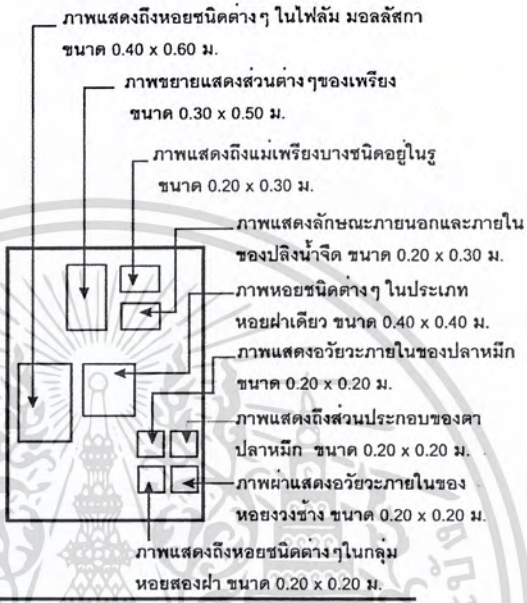 ภาพแสดงถึงหอยชนิดต่างๆ ในไฟลัม มอลลัสกา
ขนาด 0.40 x 0.60 ม.
ภาพขยายแสดงส่วนต่างๆของเพรียง
ขนาด 0.30 x 0.50 ม.
ภาพแสดงถึงแม่เพรียงบางชนิดอยู่ในรู
ขนาด 0.20 x 0.30 ม.
ภาพแสดงลักษณะภายนอกและภายใน
ของปลิงน้ำจืด ขนาด 0.20 x 0.30 ม.
ภาพหอยชนิดต่างๆ ในประเภท
หอยฝาเดียว ขนาด 0.40 x 0.40 ม.
ภาพแสดงอวัยวะภายในของปลาหมึก
ขนาด 0.20 x 0.20 ม.
ภาพแสดงถึงส่วนประกอบของตา
ปลาหมึก ขนาด 0.20 x 0.20 ม.
ภาพผ่าแสดงอวัยวะภายในของ
หอยงวงช้าง ขนาด 0.20 x 0.20 ม.
ภาพแสดงถึงหอยชนิดต่างๆในกลุ่ม
หอยสองฝา ขนาด 0.20 x 0.20 ม.